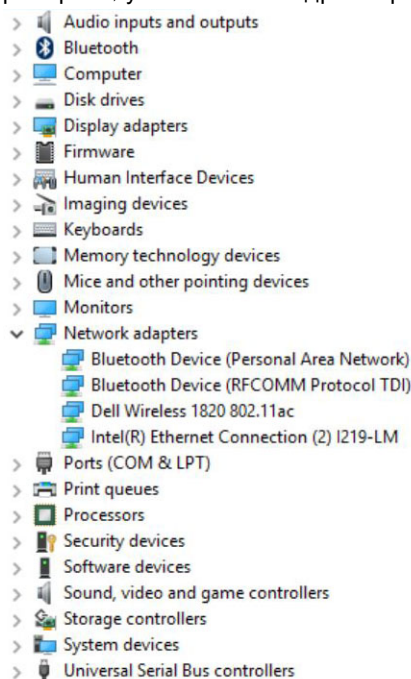 Audio inputs and outputs
Bluetooth
Computer
Disk drives
Display adapters
Firmware
Human Interface Devices
Imaging devices
Keyboards
Memory technology devices
Mice and other pointing devices
Monitors
Network adapters
Bluetooth Device (Personal Area Network)
Bluetooth Device (RFCOMM Protocol TDI)
Dell Wireless 1820 802.11ac
Intel(R) Ethernet Connection (2) I219-LM
Ports (COM & LPT)
Print queues
Processors
Security devices
Software devices
Sound, video and game controllers
Storage controllers
System devices
Universal Serial Bus controllers